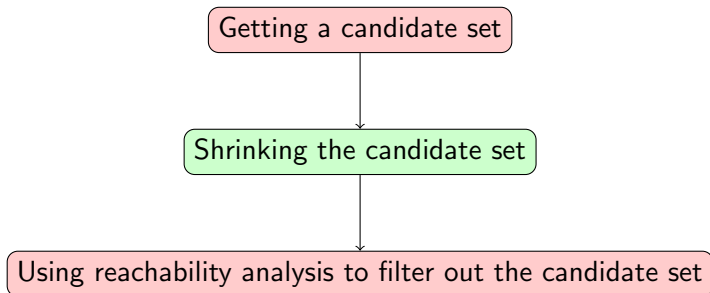 Getting a candidate set
Shrinking the candidate set
Using reachability analysis to filter out the candidate set